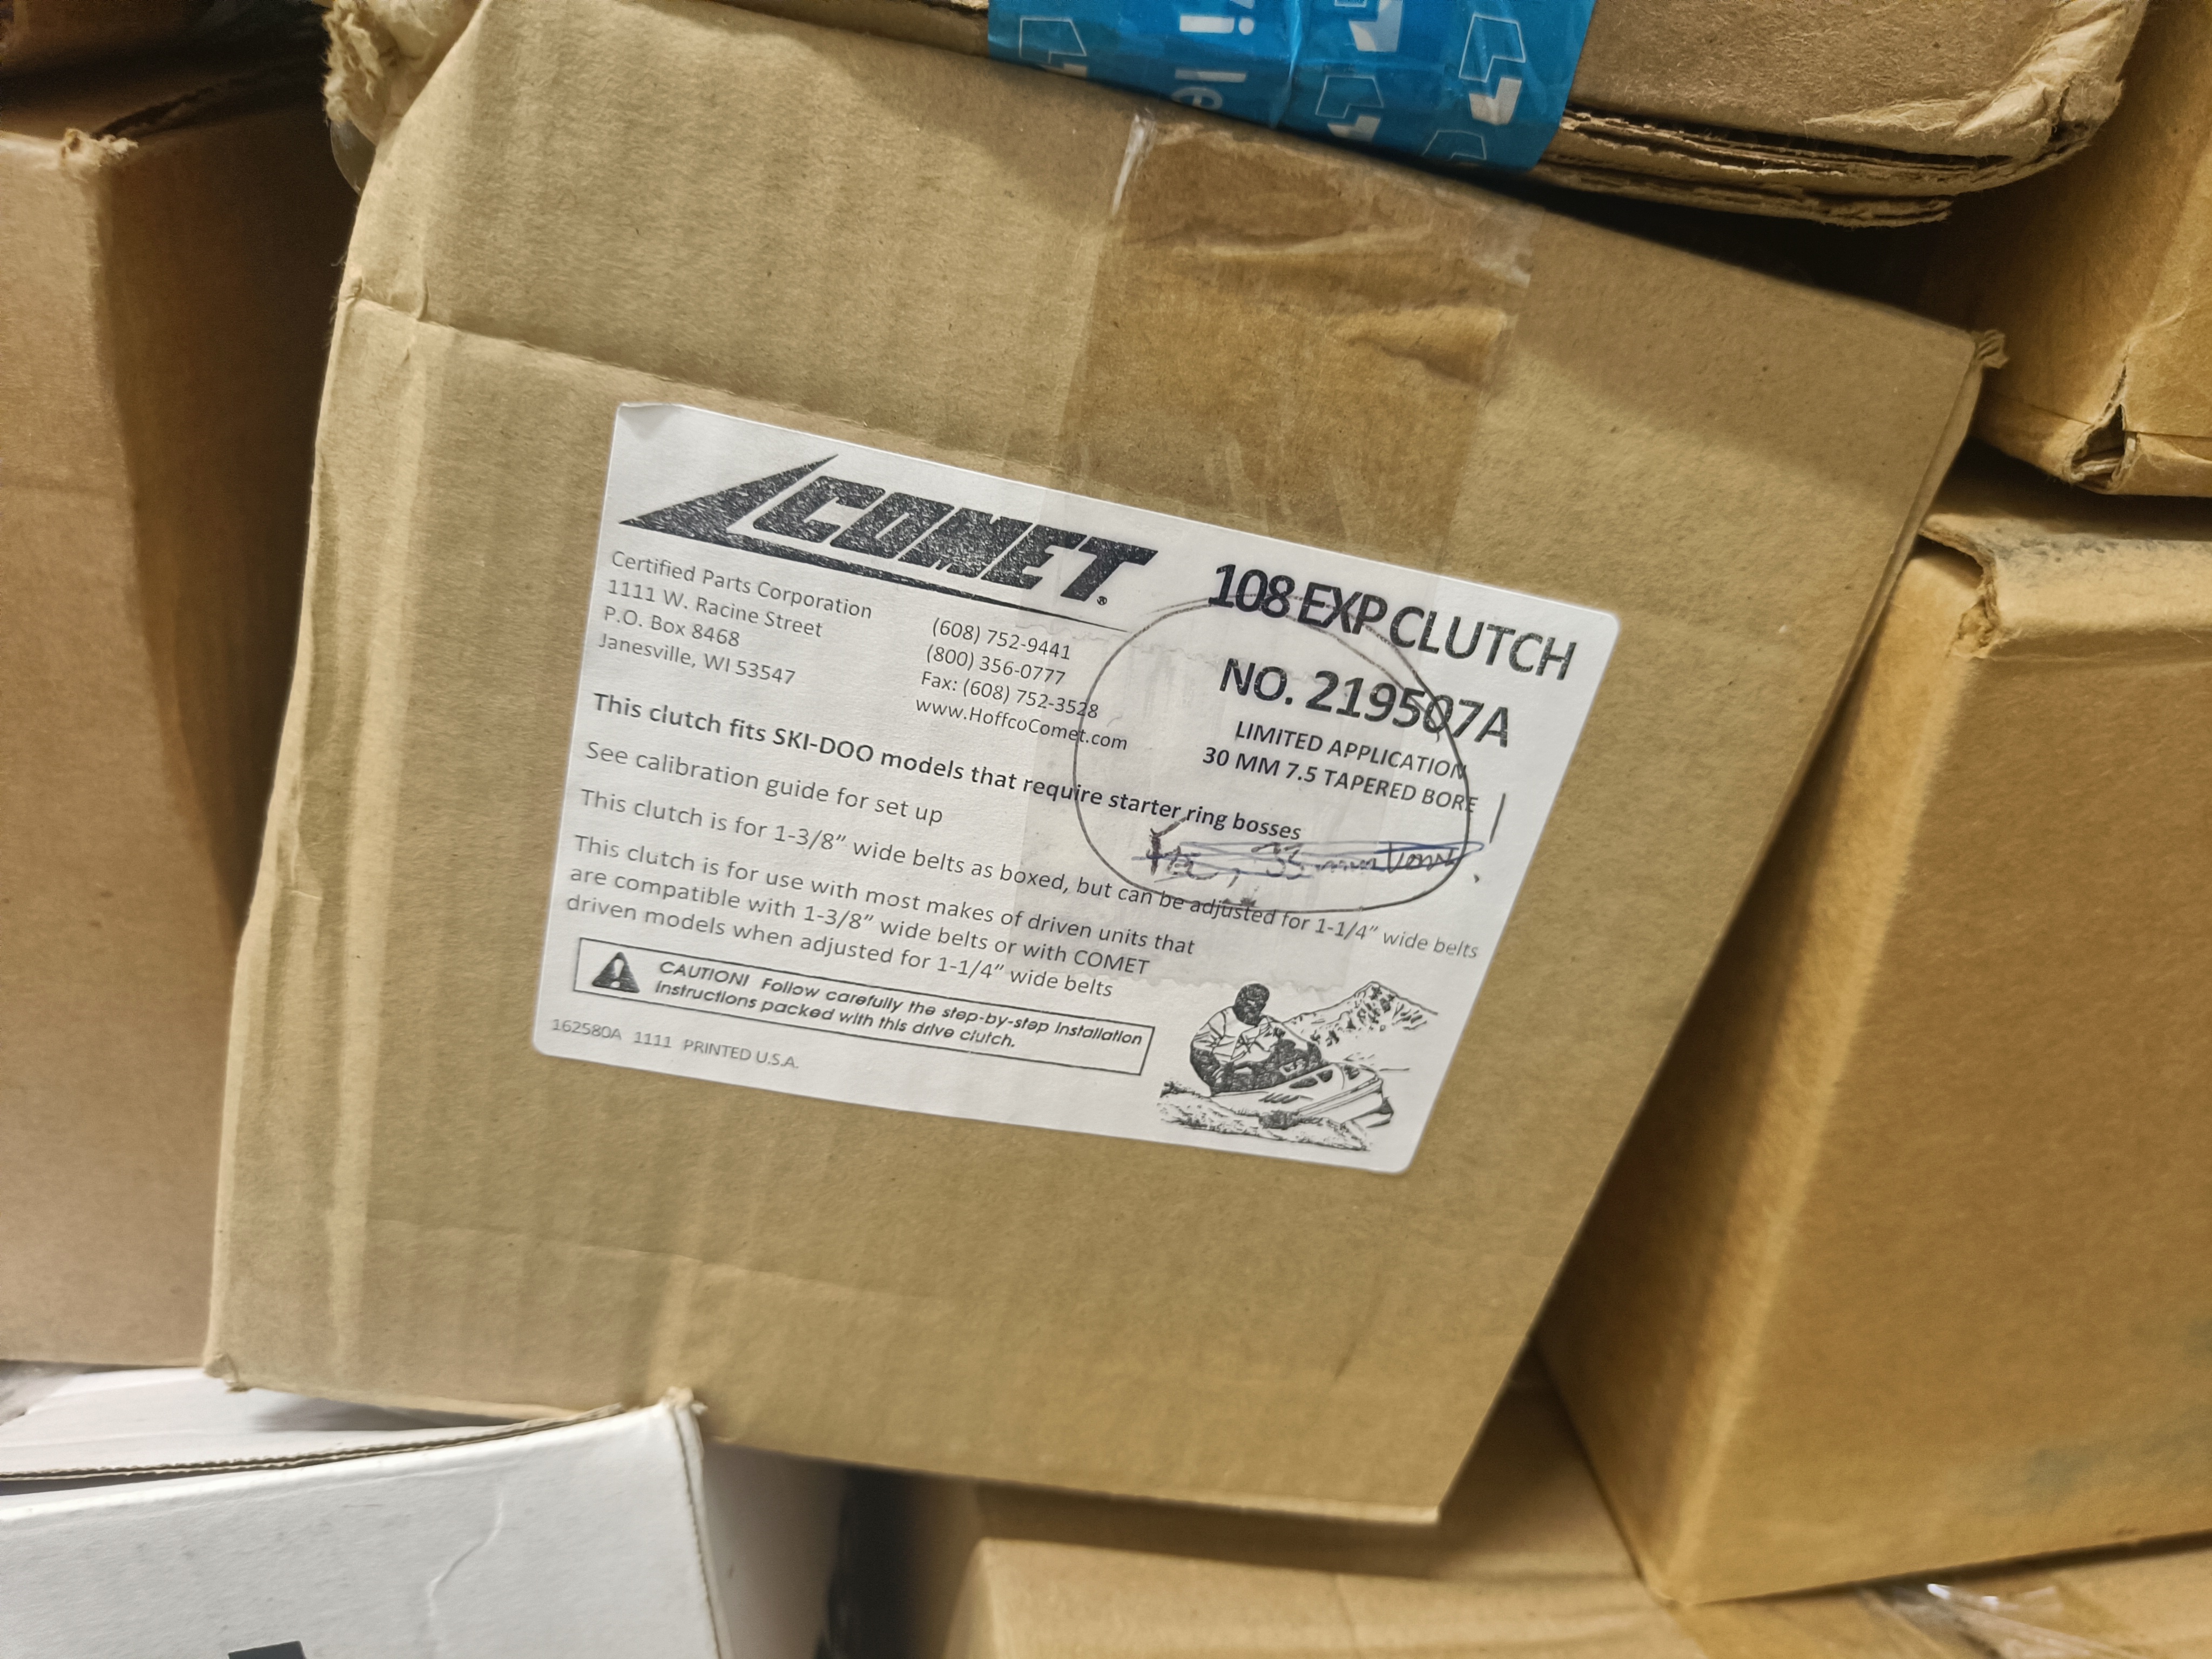 COMET®
Certified Parts Corporation
1111 W. Racine Street
P.O. Box 8468
Janesville, WI 53547
(608) 752-9441
(800) 356-0777
Fax: (608) 752-3528
www.HoffcoComet.com
108 EXP CLUTCH
NO. 219507A
LIMITED APPLICATION
30 MM 7.5 TAPERED BORE
This clutch fits SKI-DOO models that require starter ring bosses
See calibration guide for set up
This clutch is for 1-3/8" wide belts as boxed, but can be adjusted for 1-1/4" wide belts
This clutch is for use with most makes of driven units that
are compatible with 1-3/8" wide belts or with COMET
driven models when adjusted for 1-1/4" wide belts
CAUTION! Follow carefully the step-by-step installation
instructions packed with this drive clutch.
162580A 1111 PRINTED U.S.A.